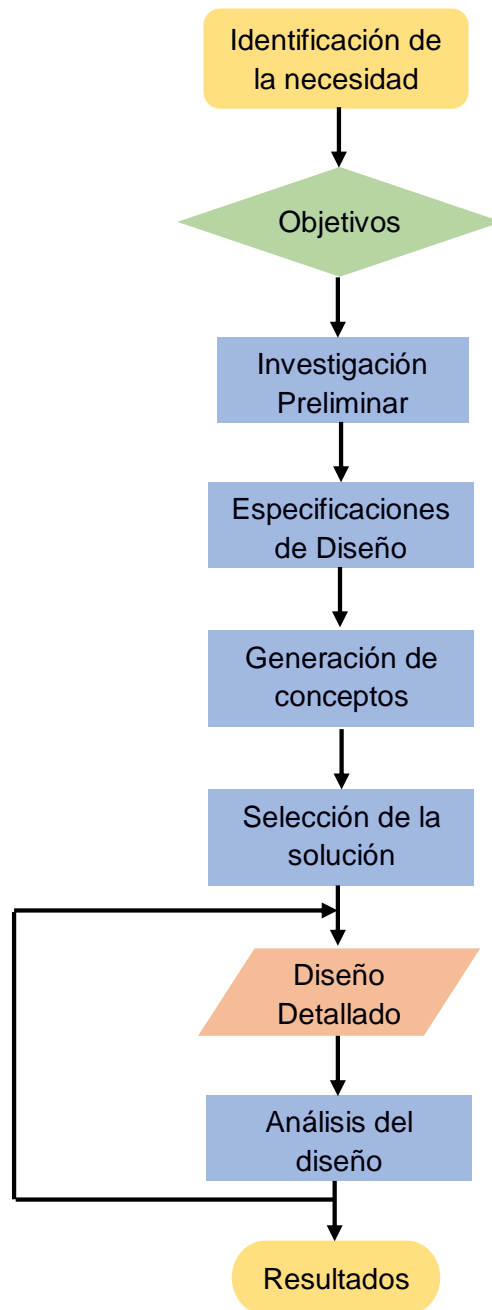 Identificación de
la necesidad
Objetivos
Investigación
Preliminar
Especificaciones
de Diseño
Generación de
conceptos
Selección de la
solución
Diseño
Detallado
Análisis del
diseño
Resultados